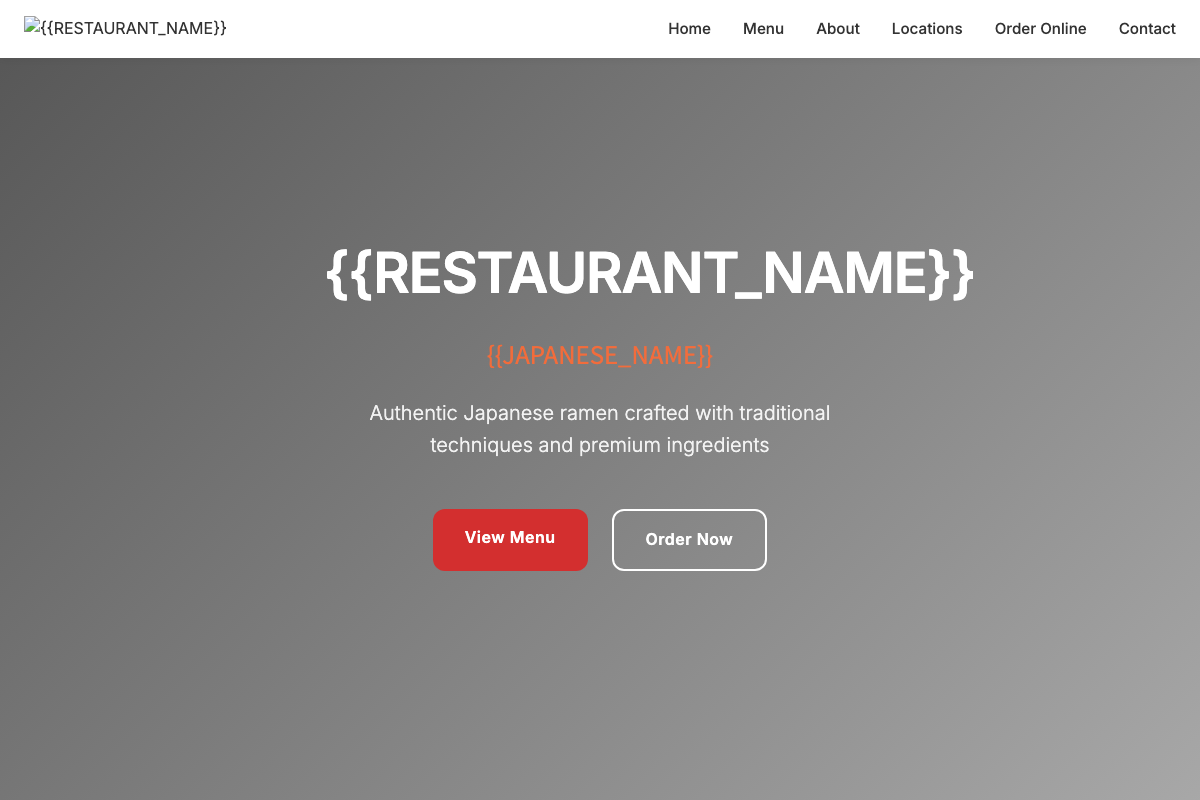 {{RESTAURANT_NAME}}
Home Menu About Locations Order Online Contact
{{RESTAURANT_NAME}}
{{JAPANESE_NAME}}
Authentic Japanese ramen crafted with traditional
techniques and premium ingredients
View Menu Order Now